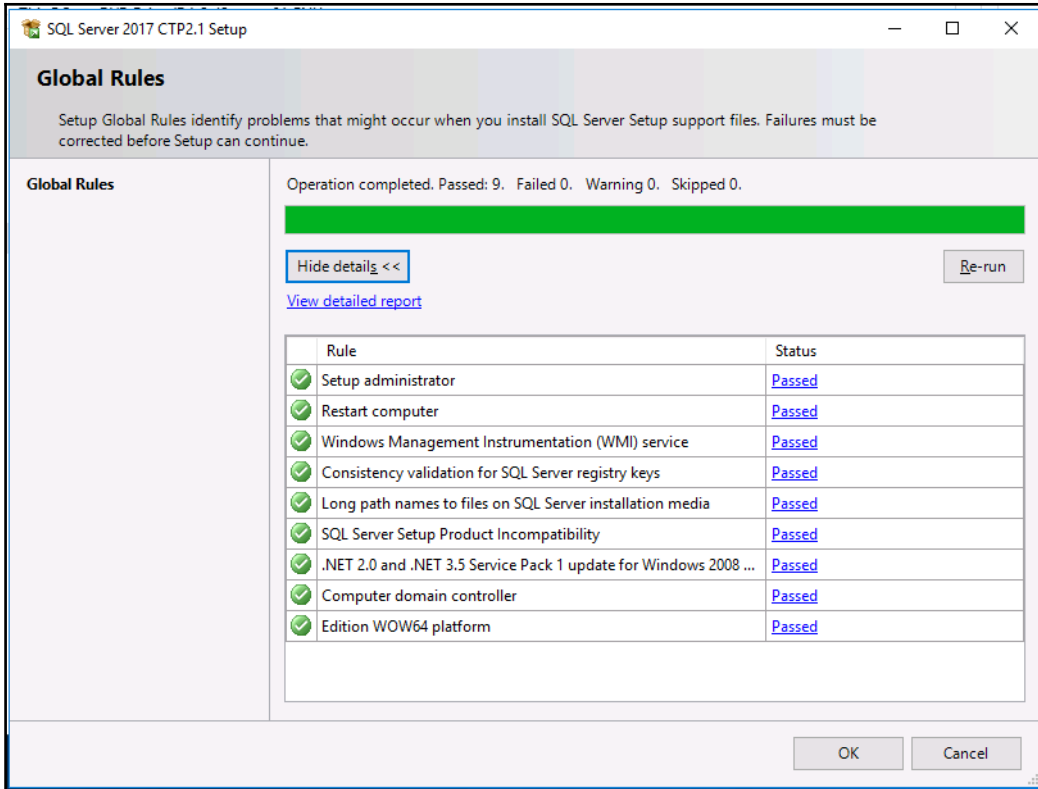 SQL Server 2017 CTP2.1 Setup
Global Rules
Setup Global Rules identify problems that might occur when you install SQL Server Setup support files. Failures must be
corrected before Setup can continue.
Global Rules
Operation completed. Passed: 9.   Failed 0.   Warning 0.   Skipped 0.
Hide details <<
Re-run
View detailed report
Rule Status
Setup administrator Passed
Restart computer Passed
Windows Management Instrumentation (WMI) service Passed
Consistency validation for SQL Server registry keys Passed
Long path names to files on SQL Server installation media Passed
SQL Server Setup Product Incompatibility Passed
.NET 2.0 and .NET 3.5 Service Pack 1 update for Windows 2008 ... Passed
Computer domain controller Passed
Edition WOW64 platform Passed
OK Cancel